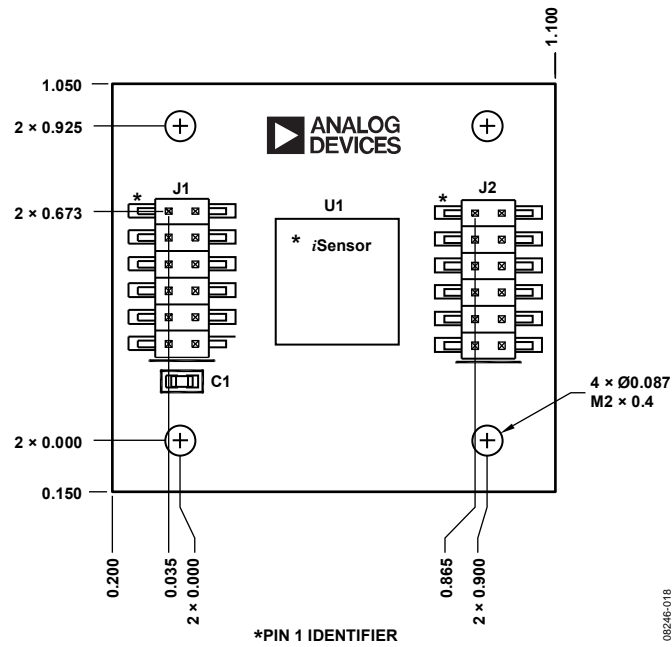 1.100
1.050
2 × 0.925
ANALOG
DEVICES
2 × 0.673
*
J1
U1
*
J2
* iSensor
C1
4 × Ø0.087
M2 × 0.4
2 × 0.000
0.150
0.200
0.035
2 × 0.000
0.865
2 × 0.900
*PIN 1 IDENTIFIER
08246-018